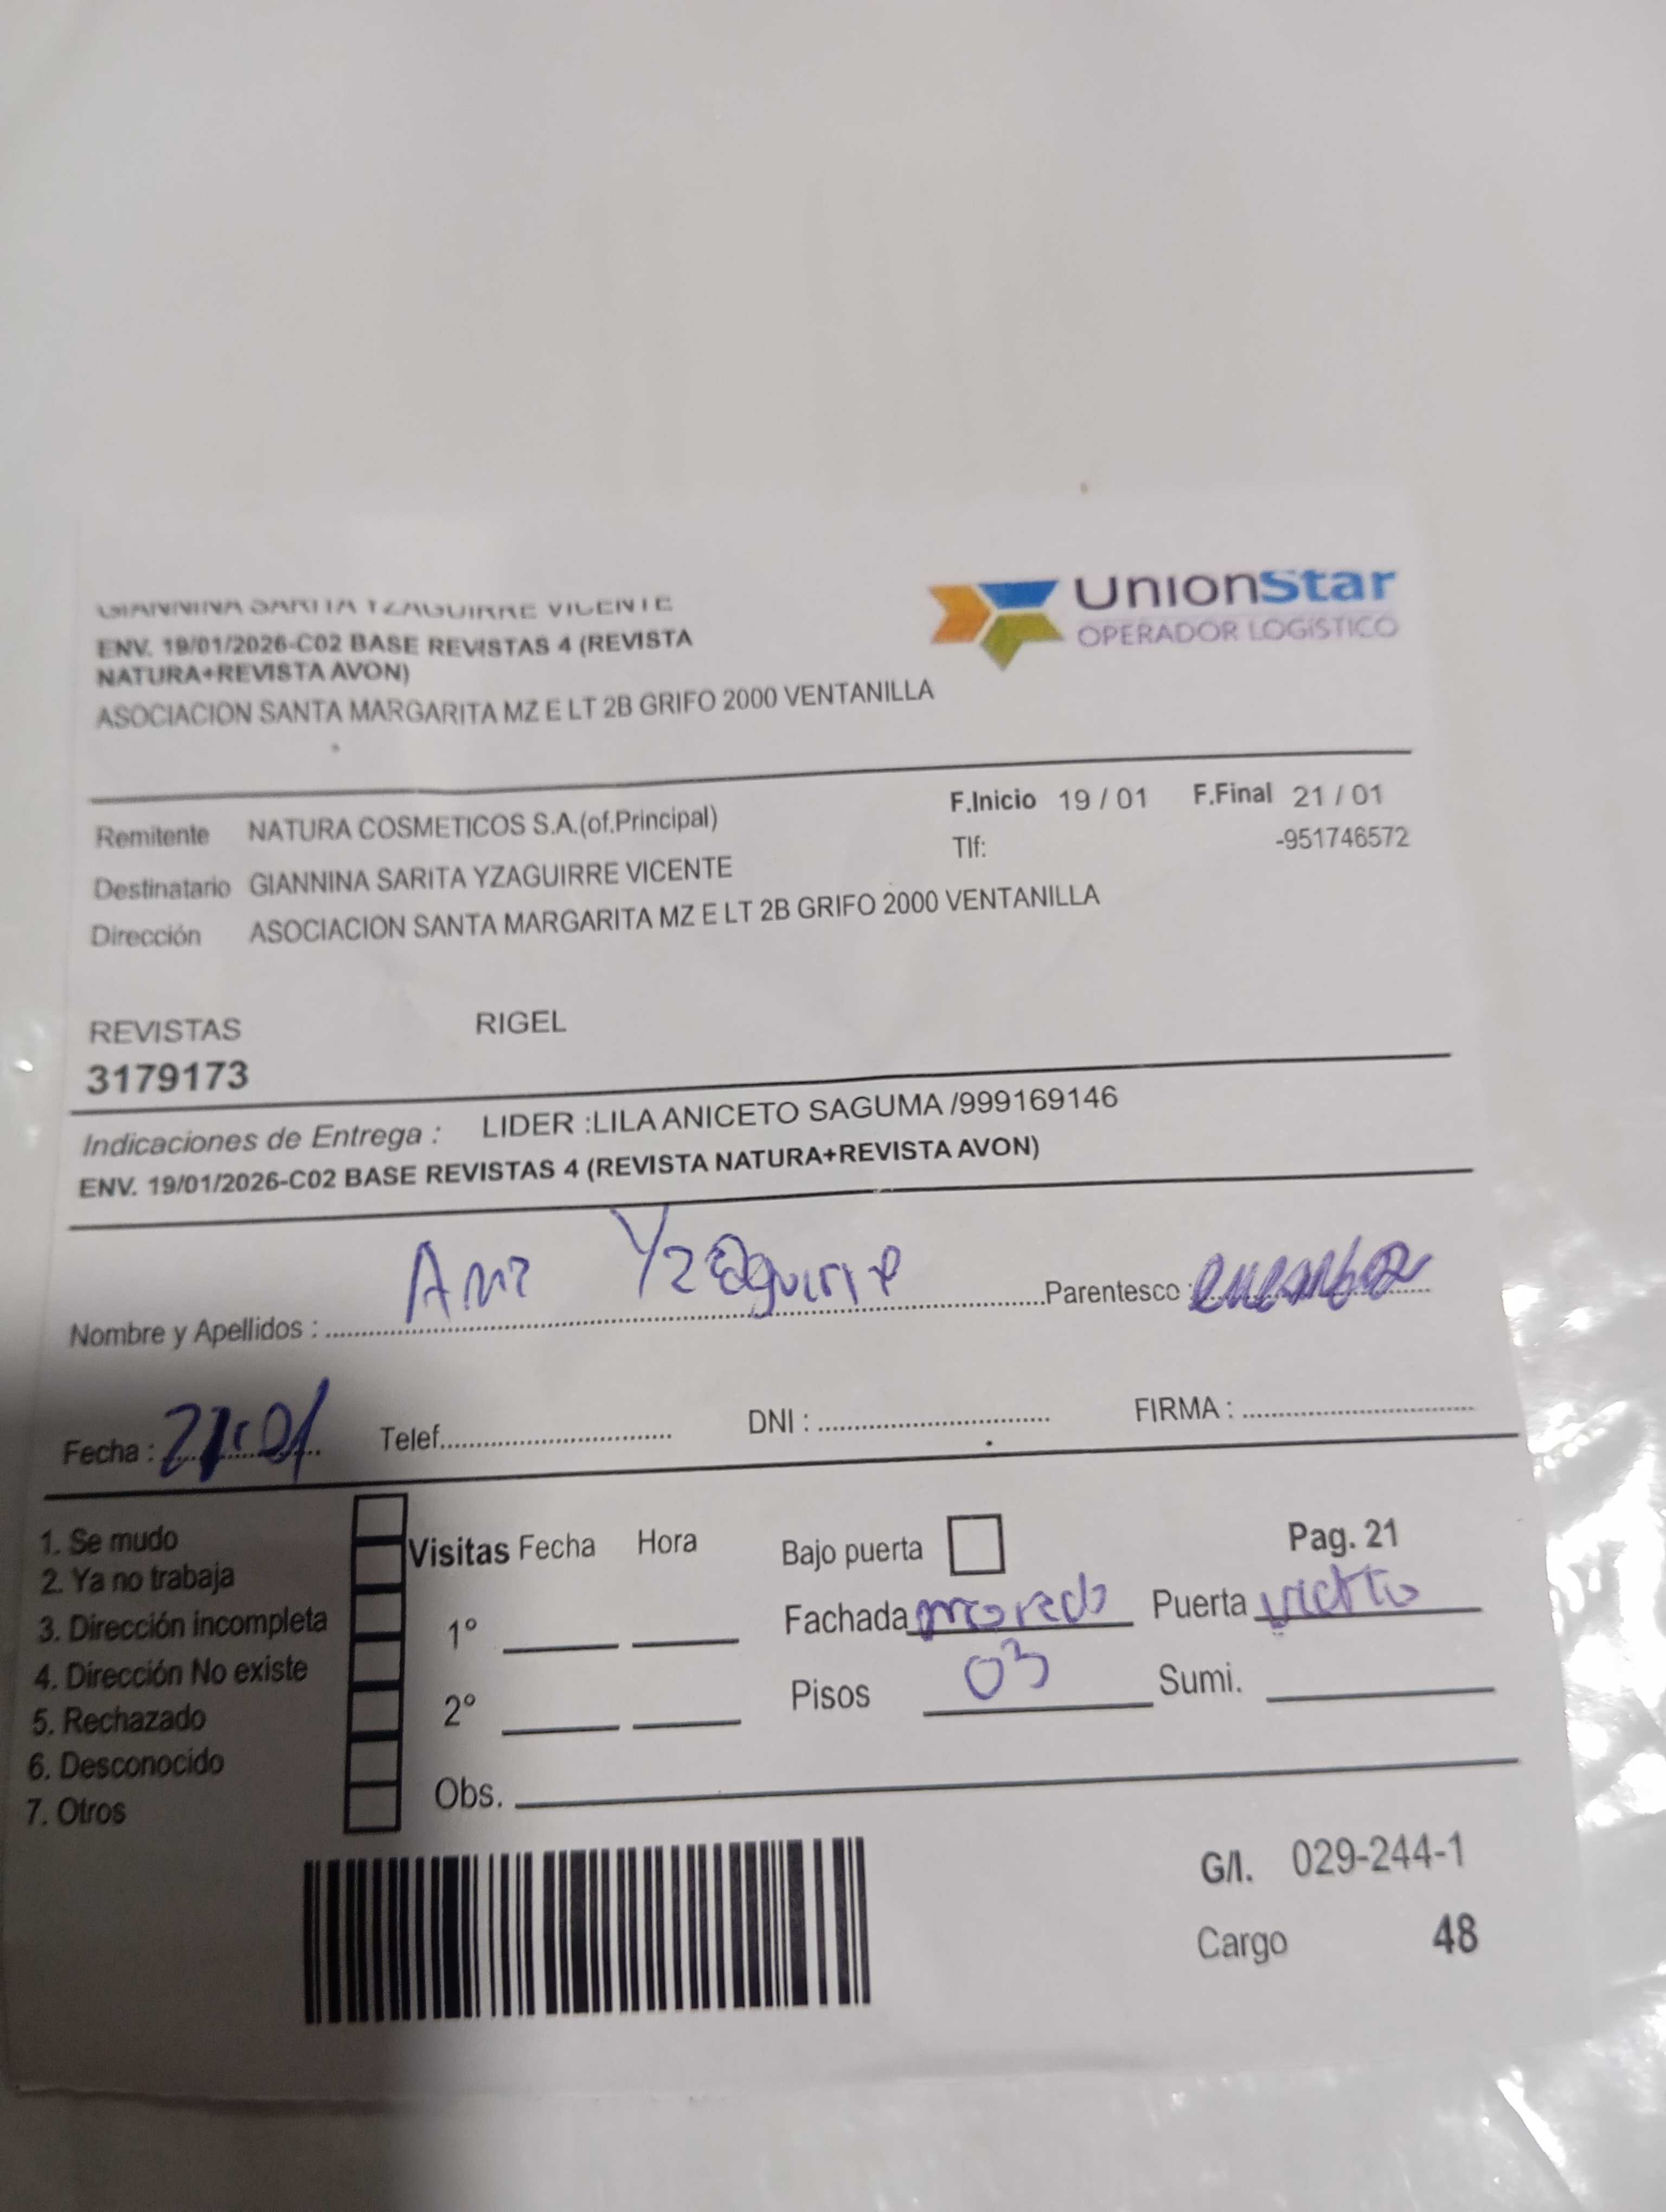 GIANNINA SARITA YZAGUIRRE VICENTE
UnionStar
OPERADOR LOGÍSTICO
ENV. 19/01/2026-C02 BASE REVISTAS 4 (REVISTA
NATURA+REVISTA AVON)
ASOCIACION SANTA MARGARITA MZ E LT 2B GRIFO 2000 VENTANILLA
Remitente NATURA COSMETICOS S.A.(of.Principal) F.Inicio 19 / 01 F.Final 21 / 01
Destinatario GIANNINA SARITA YZAGUIRRE VICENTE Tlf: -951746572
Dirección ASOCIACION SANTA MARGARITA MZ E LT 2B GRIFO 2000 VENTANILLA
REVISTAS RIGEL
3179173
Indicaciones de Entrega : LIDER :LILA ANICETO SAGUMA /999169146
ENV. 19/01/2026-C02 BASE REVISTAS 4 (REVISTA NATURA+REVISTA AVON)
Nombre y Apellidos : Yzaguirre Parentesco :
Fecha : Telef. DNI : FIRMA :
1. Se mudo
2. Ya no trabaja
3. Dirección incompleta
4. Dirección No existe
5. Rechazado
6. Desconocido
7. Otros
Visitas Fecha Hora
1°
2°
Obs.
Bajo puerta Pag. 21
Fachada Puerta
Pisos 03 Sumi.
G/I. 029-244-1
Cargo 48